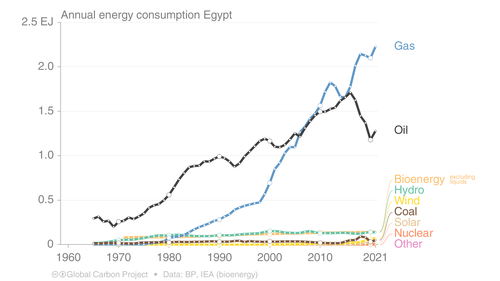 Annual energy consumption Egypt
2.5 EJ
2.0
1.5
1.0
0.5
0
1960
1970
1980
1990
2000
2010
2021
Gas
Oil
Bioenergy excluding liquids
Hydro
Wind
Coal
Solar
Nuclear
Other
Global Carbon Project • Data: BP, IEA (bioenergy)